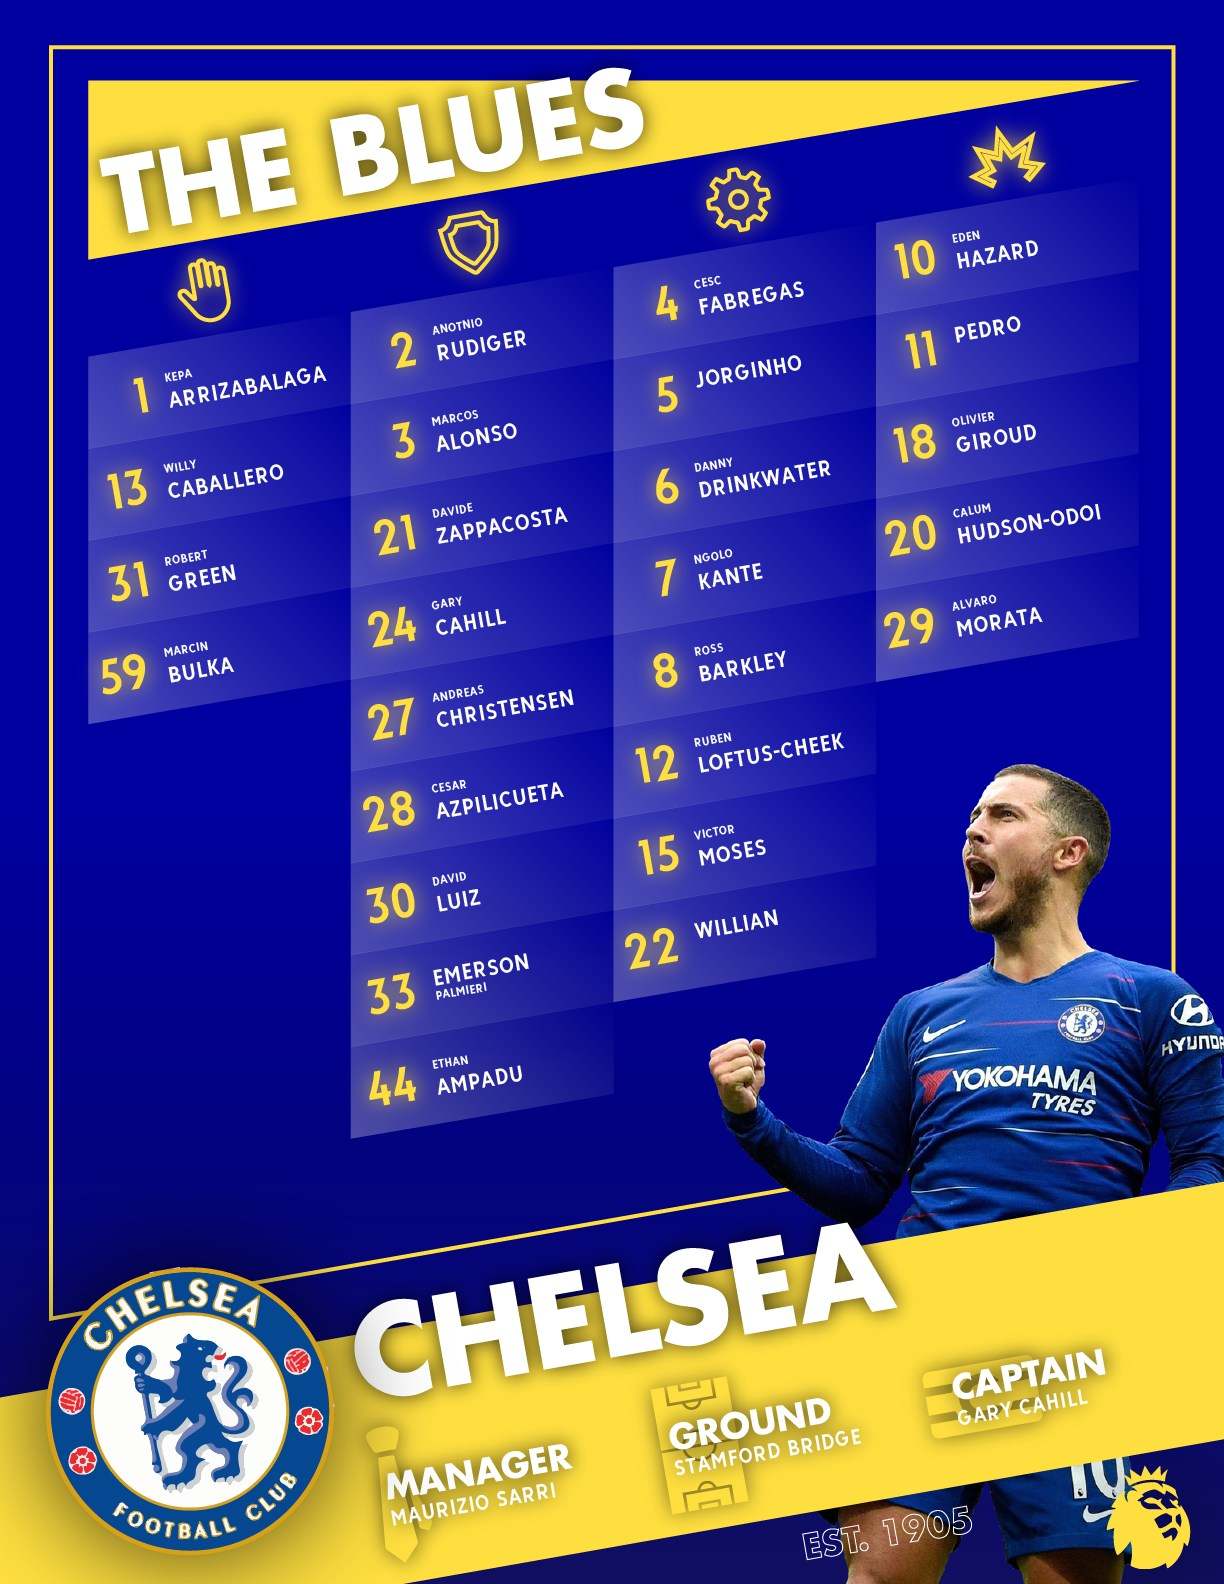 THE BLUES
1
KEPA
ARRIZABALAGA
13
WILLY
CABALLERO
31
ROBERT
GREEN
59
MARCIN
BULKA
2
ANOTNIO
RUDIGER
3
MARCOS
ALONSO
21
DAVIDE
ZAPPACOSTA
24
GARY
CAHILL
27
ANDREAS
CHRISTENSEN
28
CESAR
AZPILICUETA
30
DAVID
LUIZ
33
EMERSON
PALMIERI
44
ETHAN
AMPADU
4
CESC
FABREGAS
5
JORGINHO
6
DANNY
DRINKWATER
7
NGOLO
KANTE
8
ROSS
BARKLEY
12
RUBEN
LOFTUS-CHEEK
15
VICTOR
MOSES
22
WILLIAN
10
EDEN
HAZARD
11
PEDRO
18
OLIVIER
GIROUD
20
CALUM
HUDSON-ODOI
29
ALVARO
MORATA
CHELSEA
YOKOHAMA
TYRES
HYUNDA
CHELSEA
CHELSEA
FOOTBALL CLUB
MANAGER
MAURIZIO SARRI
GROUND
STAMFORD BRIDGE
CAPTAIN
GARY CAHILL
EST. 1905
10